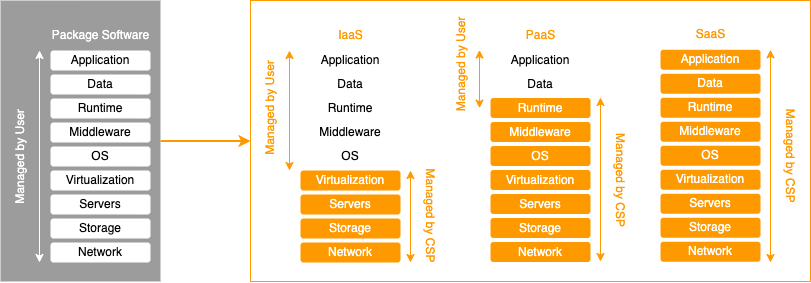 Package Software
Managed by User
Application
Data
Runtime
Middleware
OS
Virtualization
Servers
Storage
Network
IaaS
Managed by User
Application
Data
Runtime
Middleware
OS
Virtualization
Servers
Storage
Network
Managed by CSP
PaaS
Managed by User
Application
Data
Runtime
Middleware
OS
Virtualization
Servers
Storage
Network
Managed by CSP
SaaS
Application
Data
Runtime
Middleware
OS
Virtualization
Servers
Storage
Network
Managed by CSP